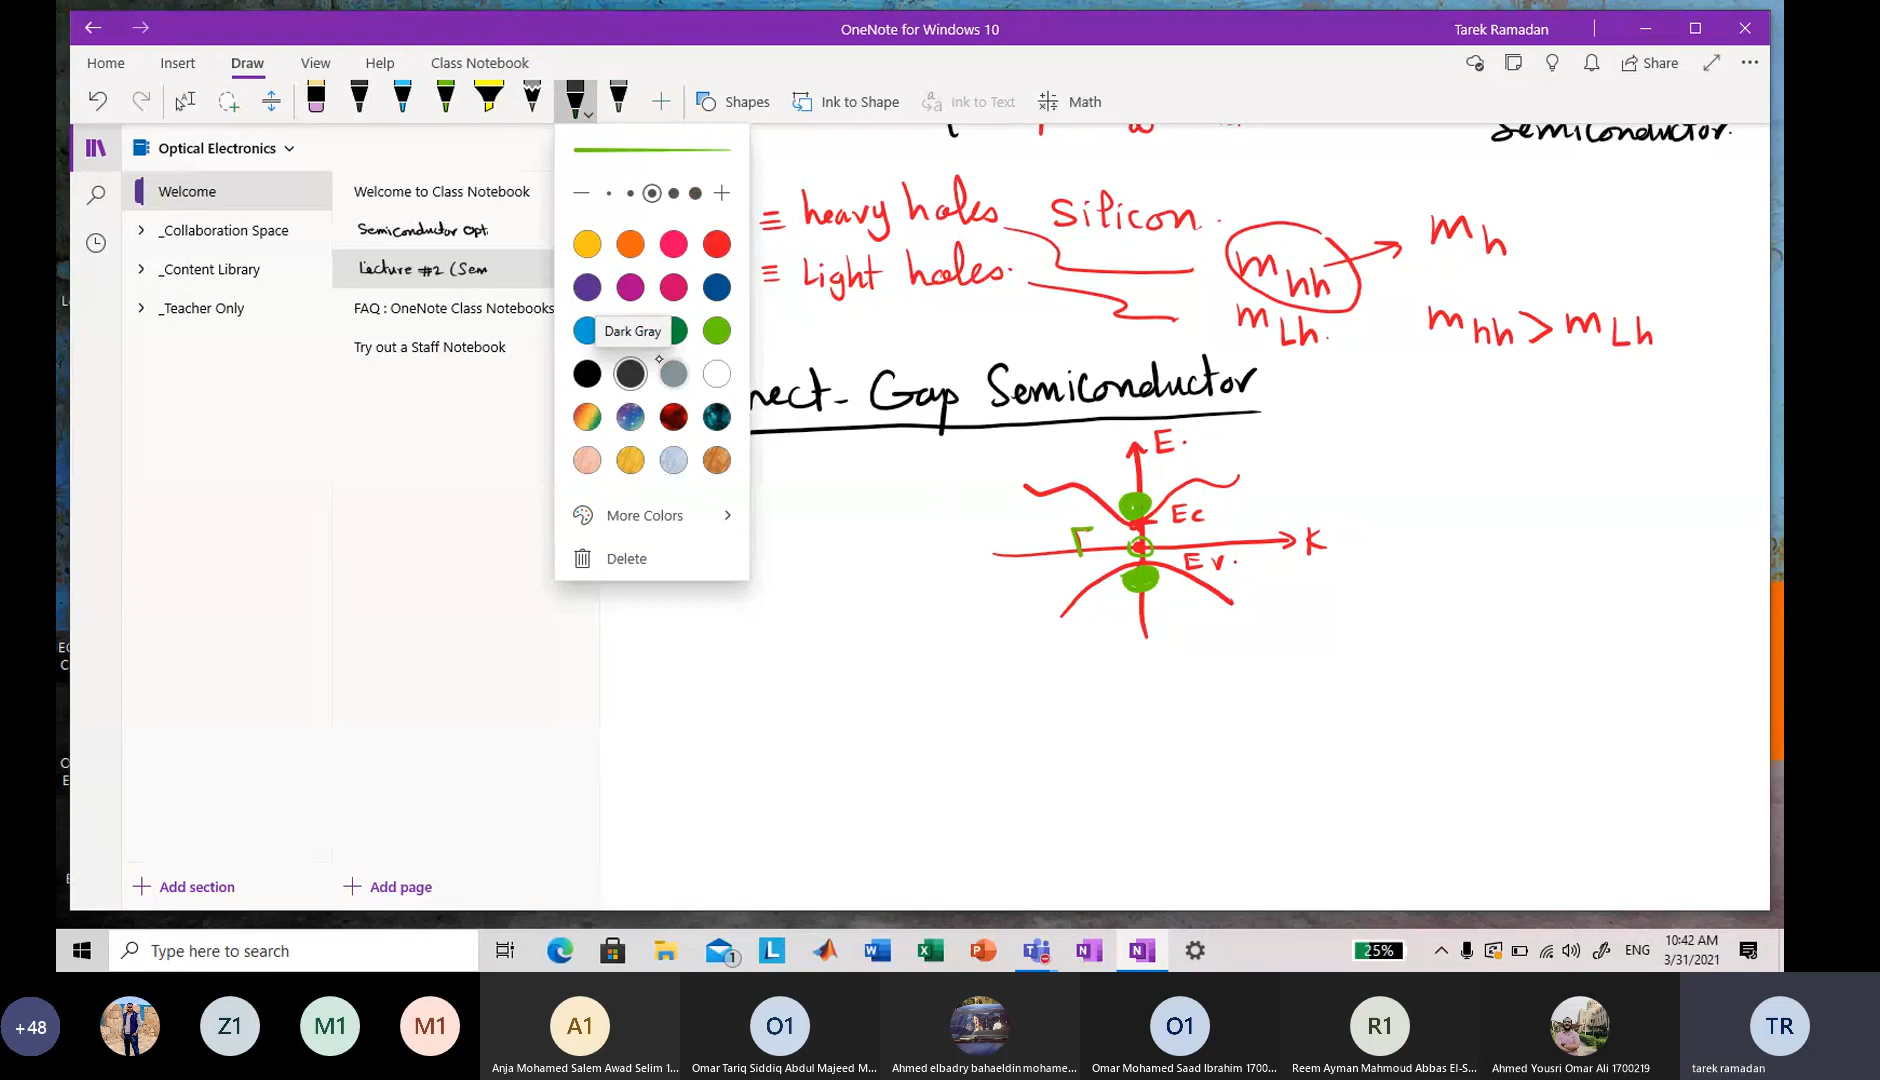 OneNote for Windows 10
Tarek Ramadan
Home Insert Draw View Help Class Notebook
Share
Shapes Ink to Shape Ink to Text Math
Optical Electronics
Welcome
_Collaboration Space
_Content Library
_Teacher Only
Welcome to Class Notebook
Semiconductor Opti
Lecture #2 (Sem
FAQ : OneNote Class Notebooks
Try out a Staff Notebook
Add section
Add page
Dark Gray
More Colors
Delete
Semiconductor.
≡ heavy holes Silicon.
≡ Light holes.
mhh mh
mLh. mhh > mLh
rect- Gap Semiconductor
E.
Ec
Γ
K
Ev.
Type here to search
1
25%
ENG
10:42 AM
3/31/2021
+48
Z1
M1
M1
A1
O1
O1
R1
TR
Anja Mohamed Salem Awad Selim 1...
Omar Tariq Siddiq Abdul Majeed M...
Ahmed elbadry bahaeldin mohame...
Omar Mohamed Saad Ibrahim 1700...
Reem Ayman Mahmoud Abbas El-S...
Ahmed Yousri Omar Ali 1700219
tarek ramadan